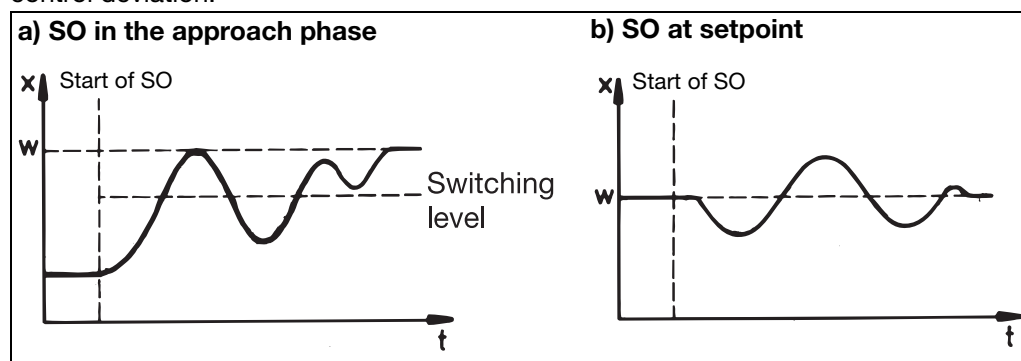 control deviation.
a) SO in the approach phase
b) SO at setpoint
x
Start of SO
w
Switching
level
t
x
Start of SO
w
t